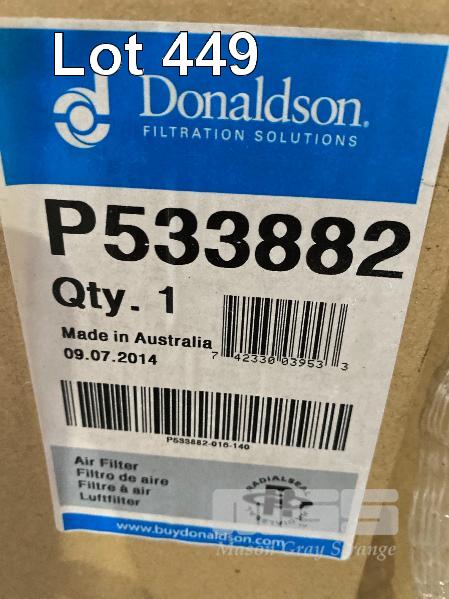 Lot 449
Donaldson.
FILTRATION SOLUTIONS
P533882
Qty. 1
Made in Australia
09.07.2014
7 42330 03953 3
P533882-016-140
Air Filter
Filtro de aire
Filtre à air
Luftfilter
RADIALSEAL
www.buydonaldson.com
MGS
Mason Gray Strange